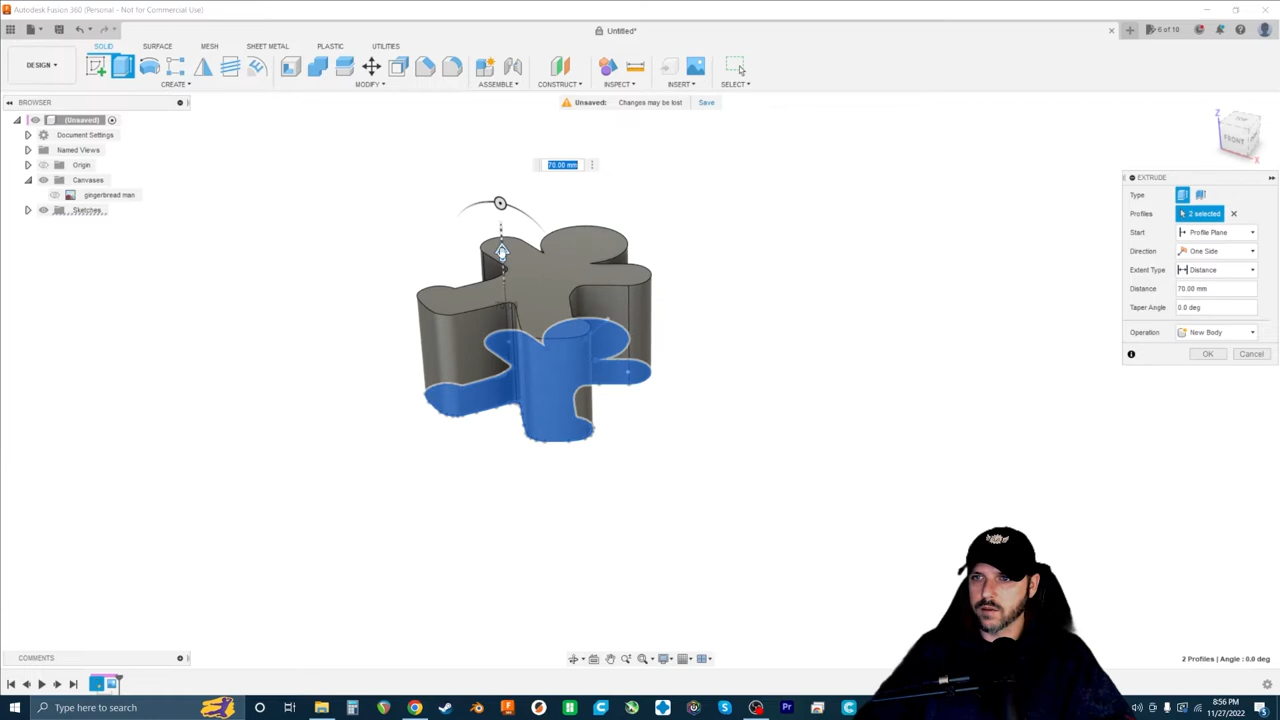 Autodesk Fusion 360 (Personal - Not for Commercial Use)
Untitled*
6 of 10
DESIGN
SOLID SURFACE MESH SHEET METAL PLASTIC UTILITIES
CREATE MODIFY ASSEMBLE CONSTRUCT INSPECT INSERT SELECT
BROWSER
Unsaved: Changes may be lost Save
(Unsaved)
Document Settings
Named Views
Origin
Canvases
gingerbread man
Sketches
70.00 mm
Z
FRONT
X
EXTRUDE
Type
Profiles 2 selected
Start Profile Plane
Direction One Side
Extent Type Distance
Distance 70.00 mm
Taper Angle 0.0 deg
Operation New Body
OK Cancel
COMMENTS
2 Profiles | Angle : 0.0 deg
Type here to search
8:56 PM
11/27/2022